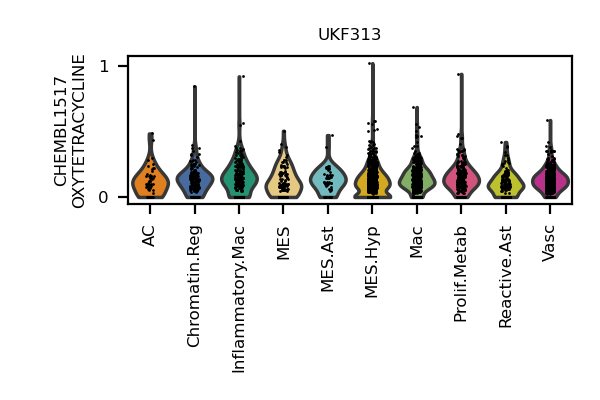 UKF313
CHEMBL1517
OXYTETRACYCLINE
1
0
AC
Chromatin.Reg
Inflammatory.Mac
MES
MES.Ast
MES.Hyp
Mac
Prolif.Metab
Reactive.Ast
Vasc